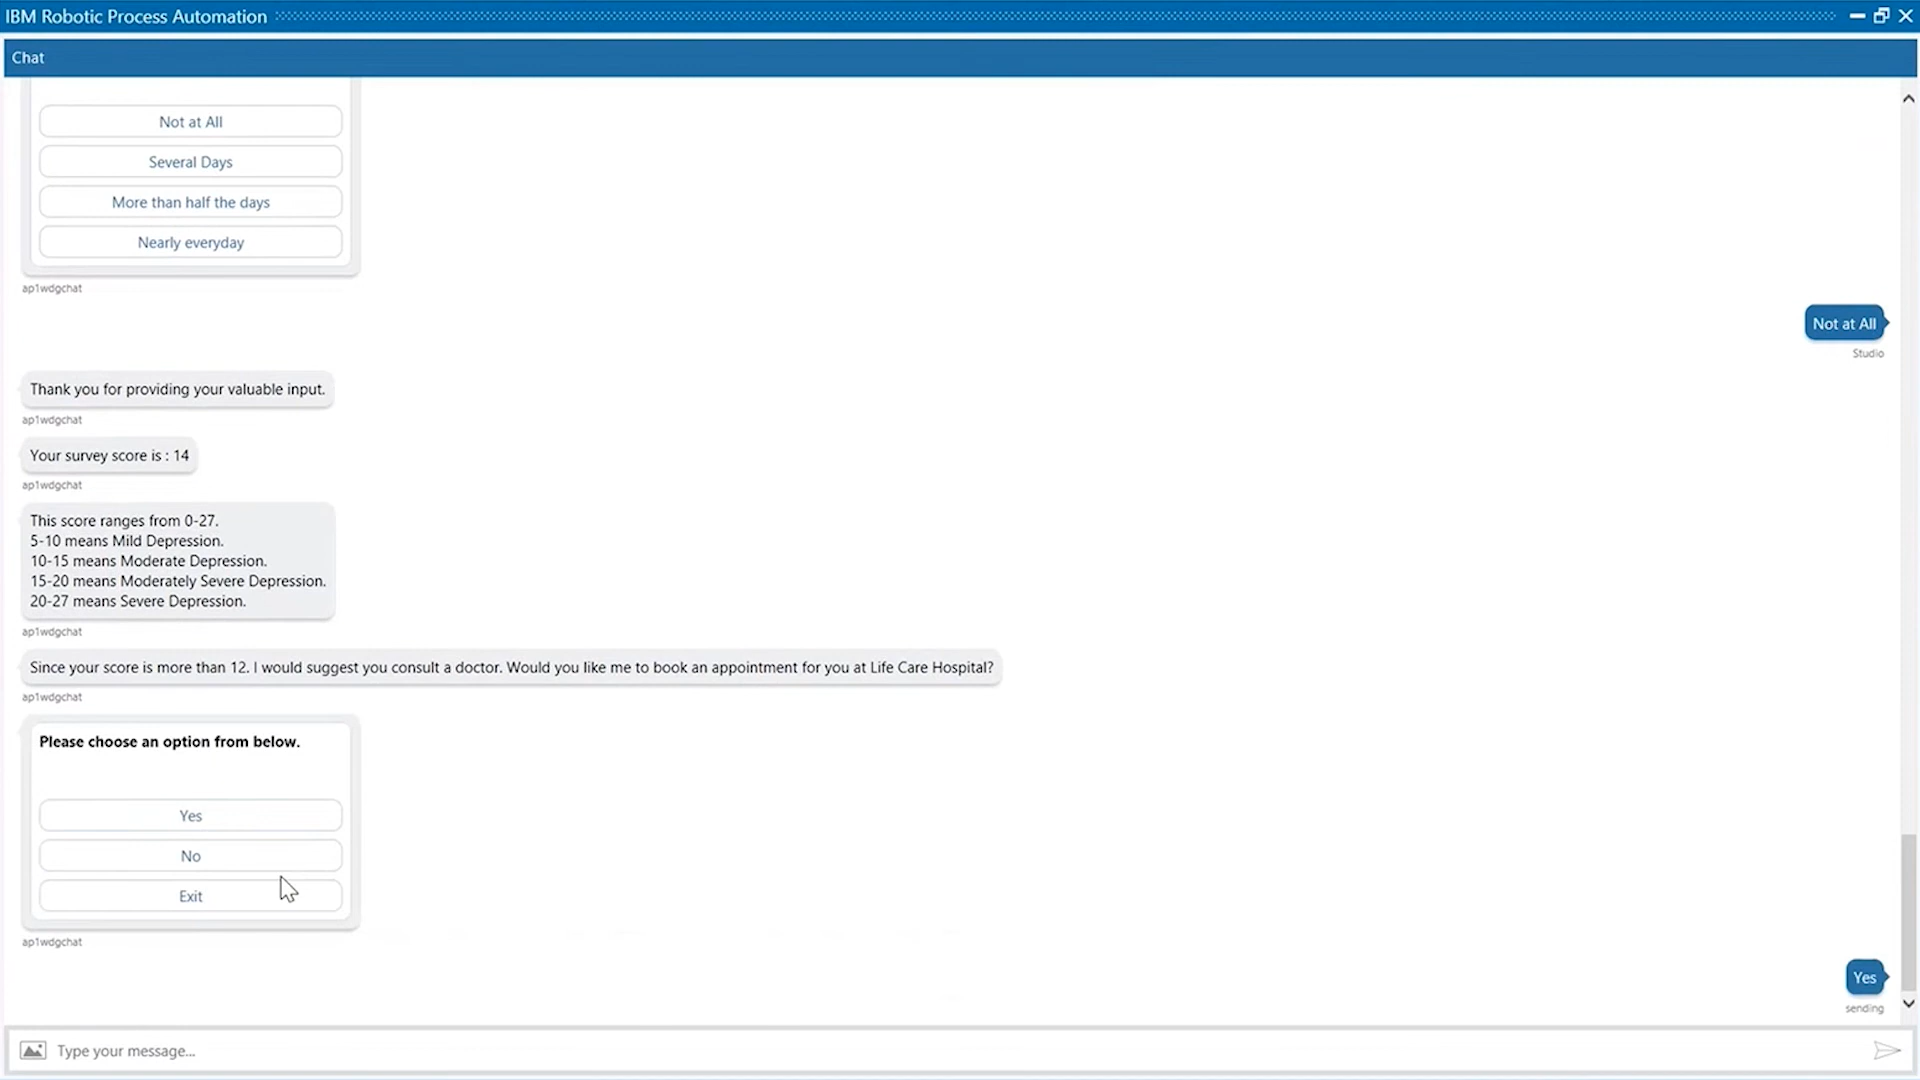 IBM Robotic Process Automation
Chat
Not at All
Several Days
More than half the days
Nearly everyday
ap1wdgchat
Not at All
Studio
Thank you for providing your valuable input.
ap1wdgchat
Your survey score is : 14
ap1wdgchat
This score ranges from 0-27.
5-10 means Mild Depression.
10-15 means Moderate Depression.
15-20 means Moderately Severe Depression.
20-27 means Severe Depression.
ap1wdgchat
Since your score is more than 12. I would suggest you consult a doctor. Would you like me to book an appointment for you at Life Care Hospital?
ap1wdgchat
Please choose an option from below.
Yes
No
Exit
ap1wdgchat
Yes
sending
Type your message...